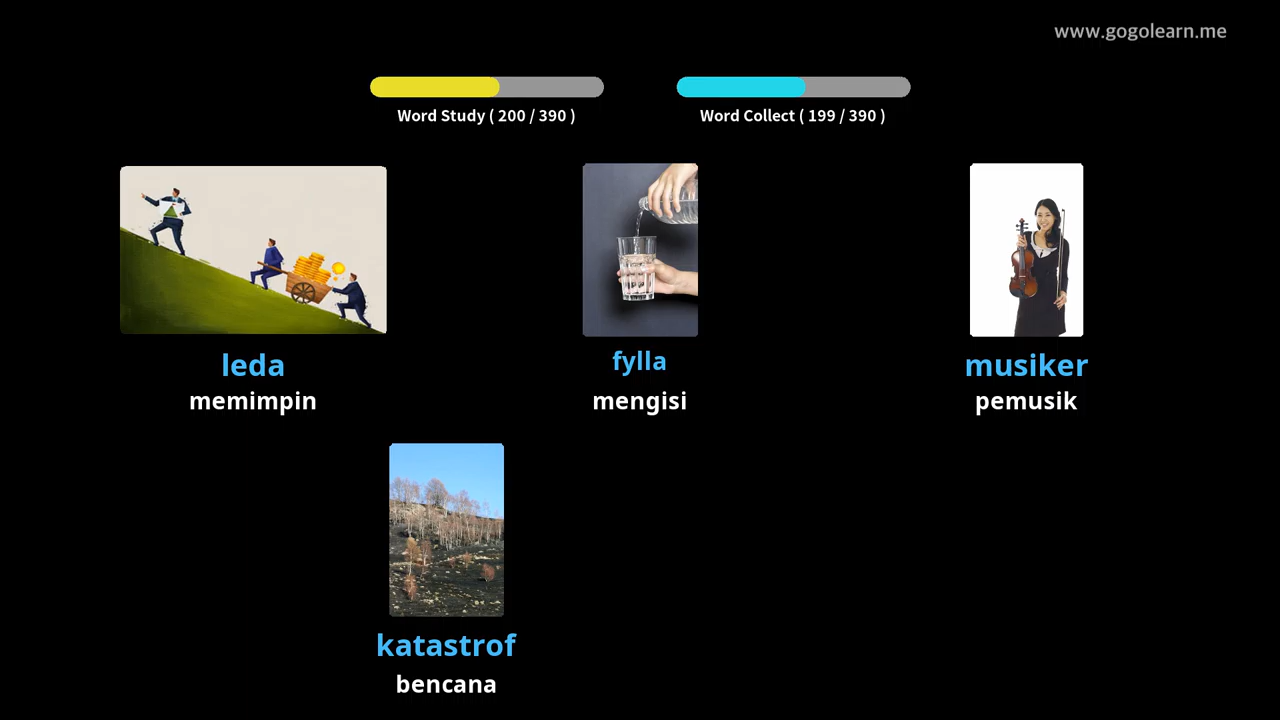 www.gogolearn.me
Word Study ( 200 / 390 )
Word Collect ( 199 / 390 )
leda
memimpin
fylla
mengisi
musiker
pemusik
katastrof
bencana